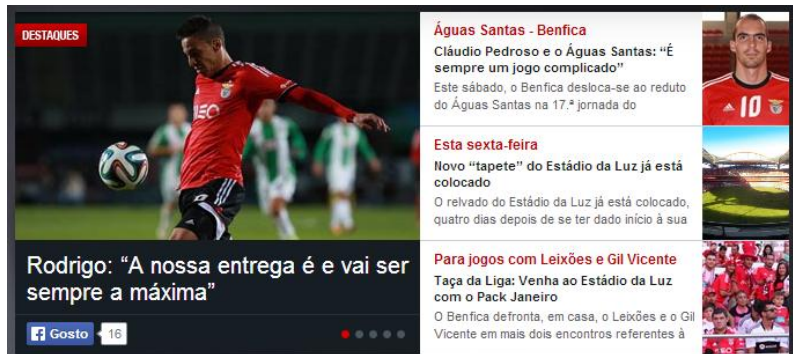 DESTAQUES
Rodrigo: “A nossa entrega é e vai ser
sempre a máxima”
Gosto 16
Águas Santas - Benfica
Cláudio Pedroso e o Águas Santas: “É
sempre um jogo complicado”
Este sábado, o Benfica desloca-se ao reduto
do Águas Santas na 17.ª jornada do
Esta sexta-feira
Novo “tapete” do Estádio da Luz já está
colocado
O relvado do Estádio da Luz já está colocado,
quatro dias depois de se ter dado início à sua
Para jogos com Leixões e Gil Vicente
Taça da Liga: Venha ao Estádio da Luz
com o Pack Janeiro
O Benfica defronta, em casa, o Leixões e o Gil
Vicente em mais dois encontros referentes à
10